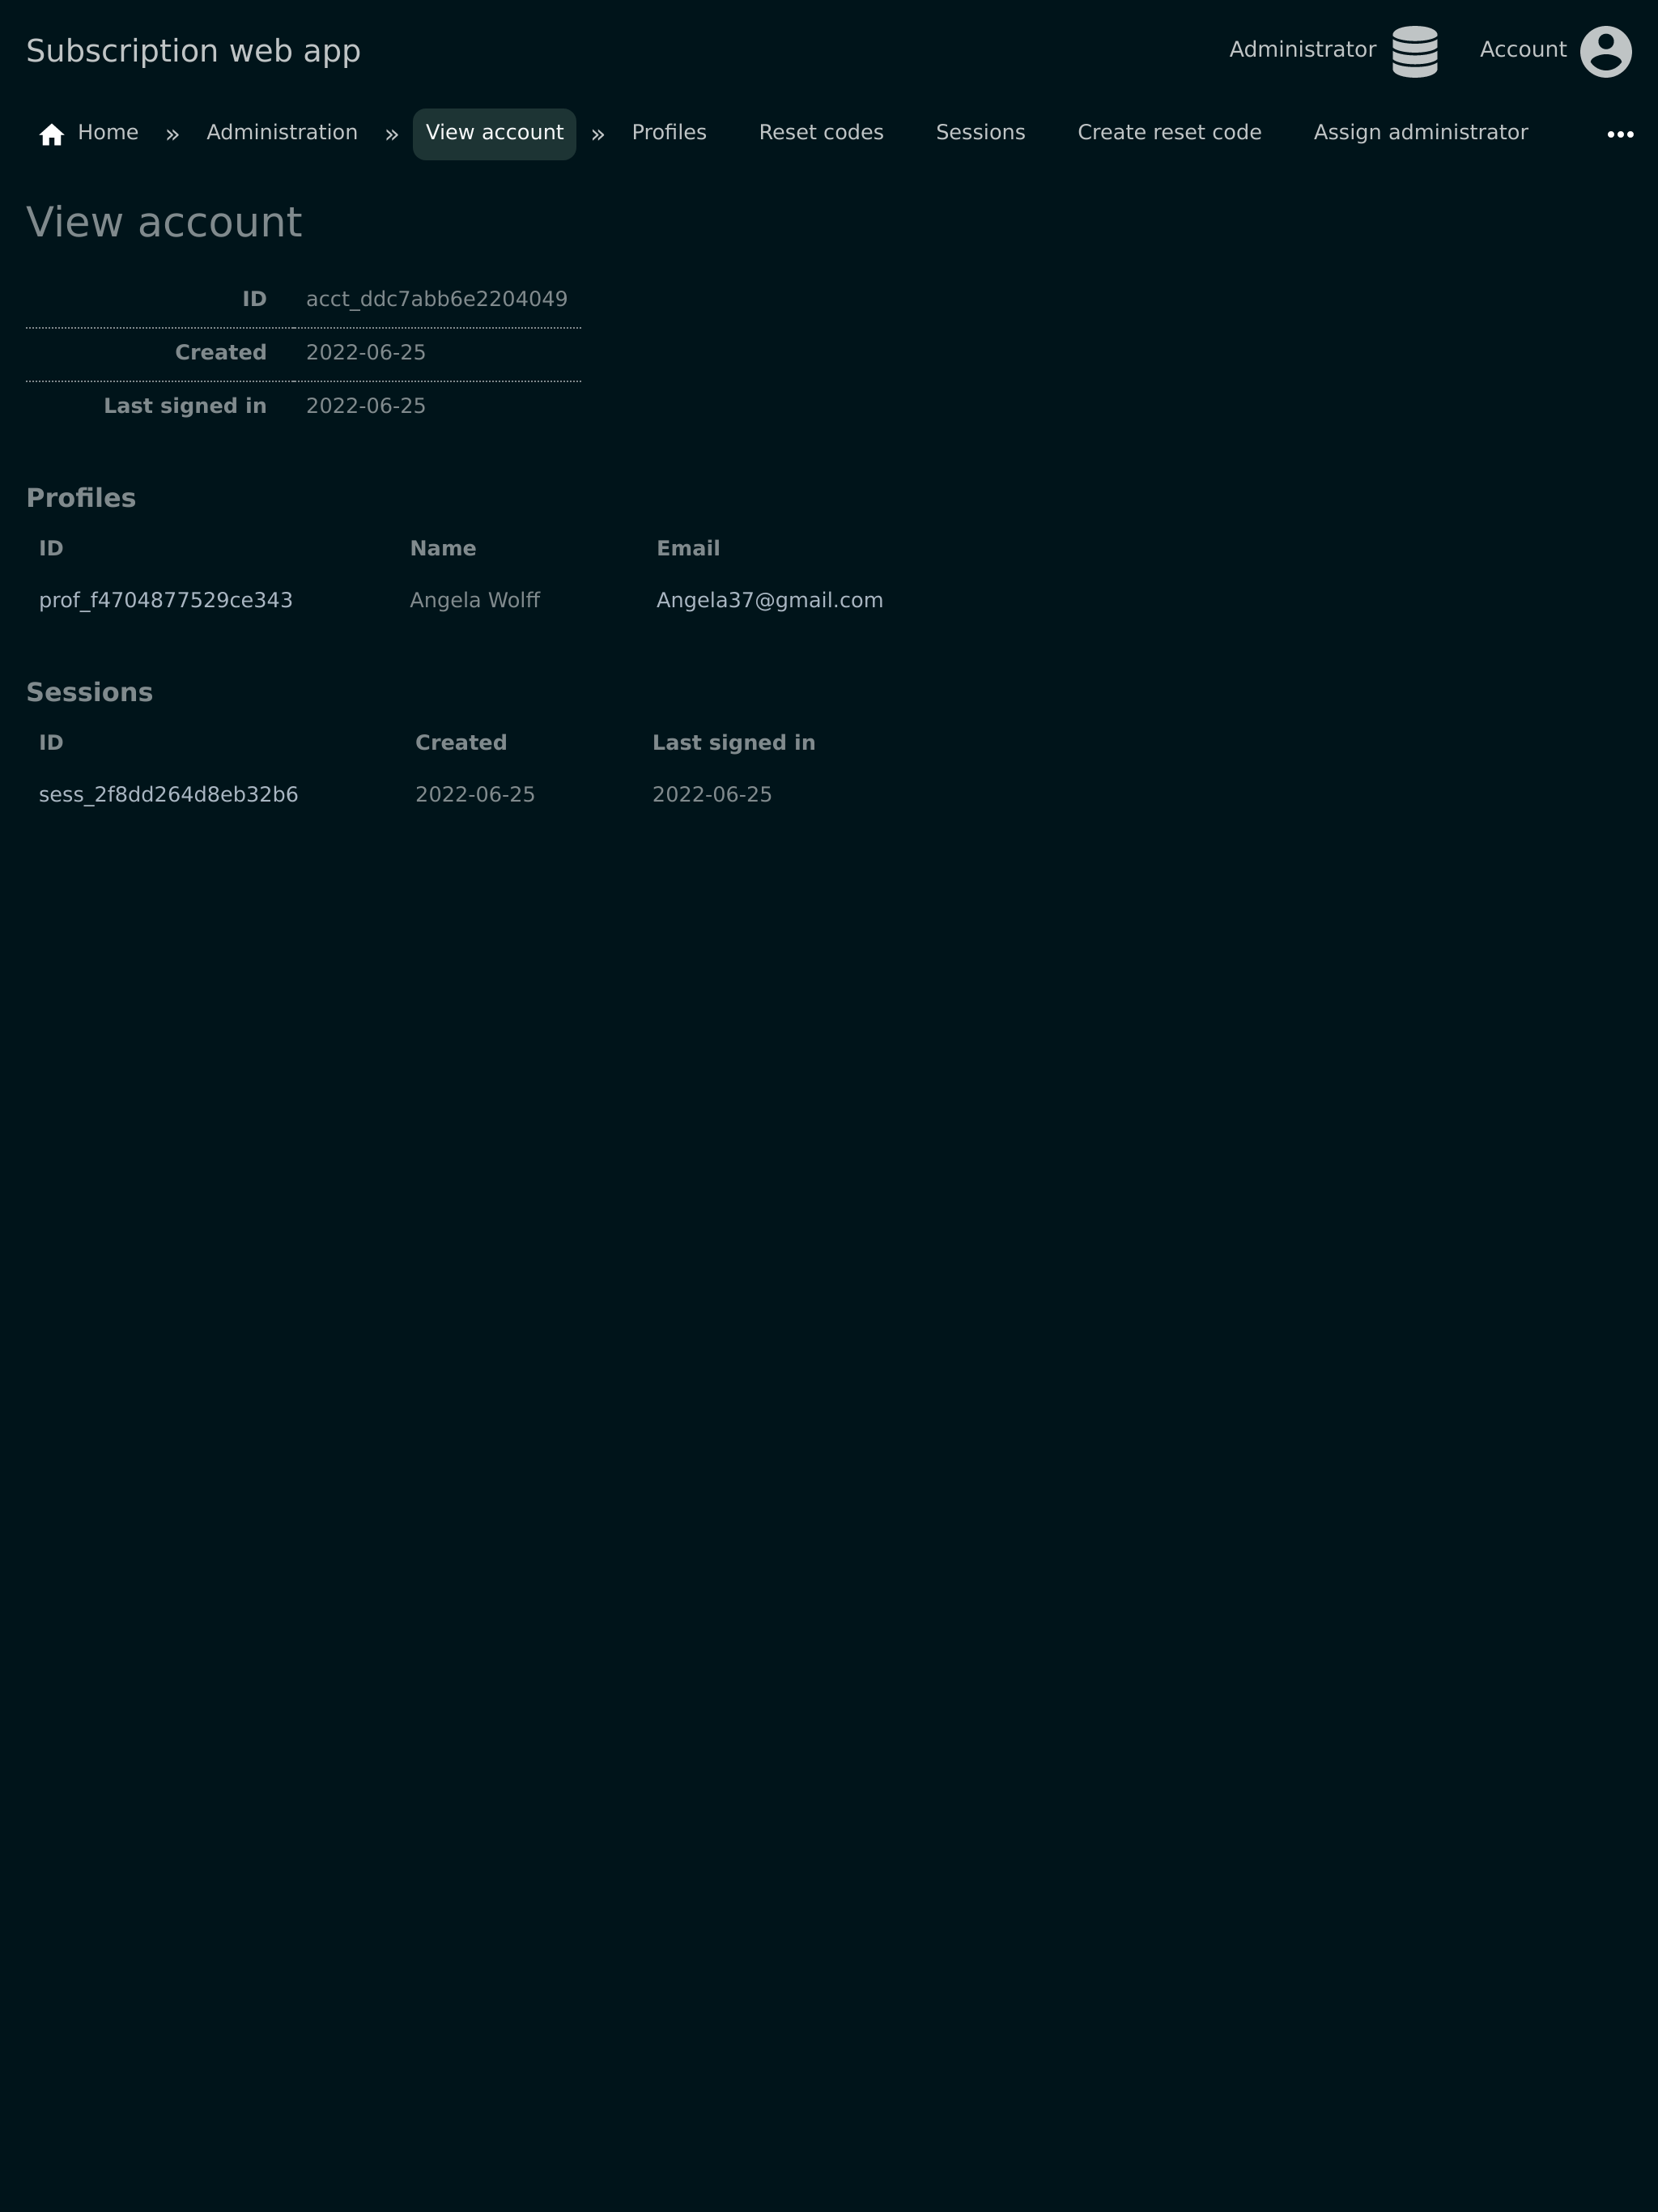 Subscription web app Administrator Account
Home » Administration » View account » Profiles Reset codes Sessions Create reset code Assign administrator •••
View account
ID acct_ddc7abb6e2204049
Created 2022-06-25
Last signed in 2022-06-25
Profiles
ID Name Email
prof_f4704877529ce343 Angela Wolff Angela37@gmail.com
Sessions
ID Created Last signed in
sess_2f8dd264d8eb32b6 2022-06-25 2022-06-25